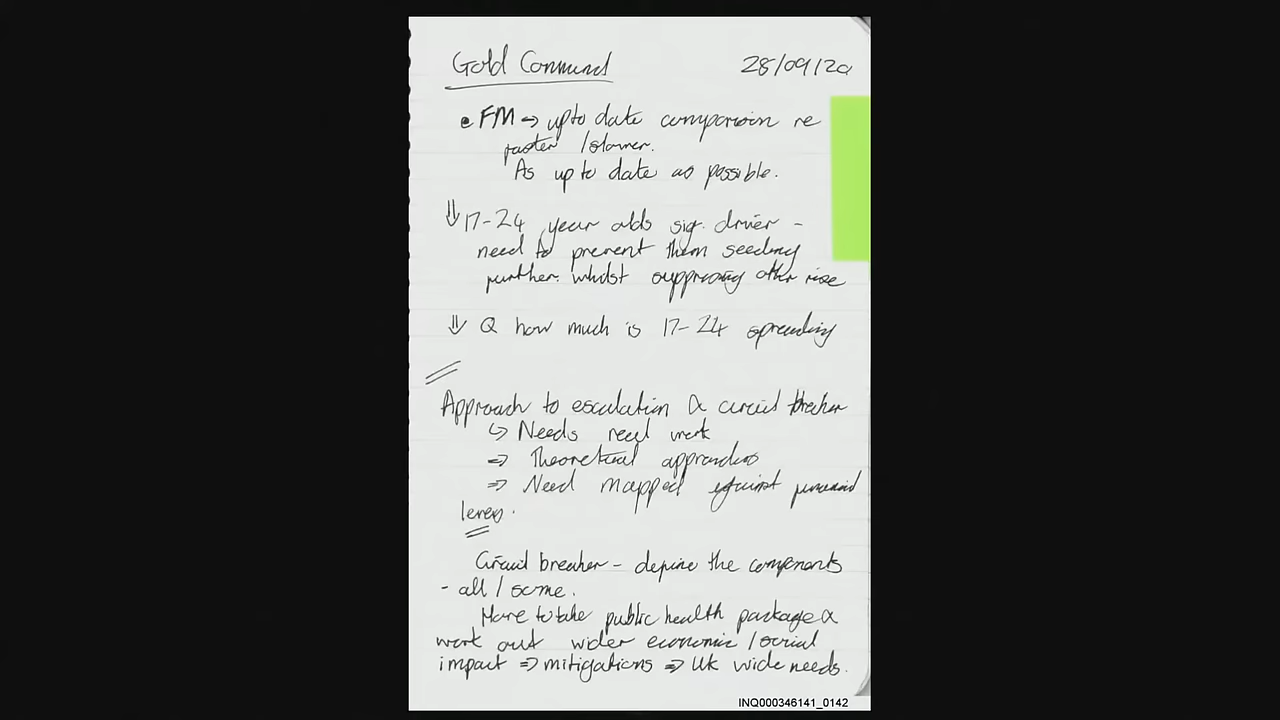 Gold Command 28/09/20
FM → up to date comparison re
faster / slower.
As up to date as possible.
⇓ 17-24 year olds sig. driver -
need to prevent them seeding
further. whilst suppressing other rise
⇓ Q how much is 17-24 spreading
Approach to escalation & circuit breaker
↳ Needs real work
⇒ Theoretical approaches
⇒ Need mapped against financial
levers.
Circuit breaker - define the components
- all / some.
Have to take public health package &
work out wider economic / social
impact ⇒ mitigations ⇒ UK wide needs.
INQ000346141_0142